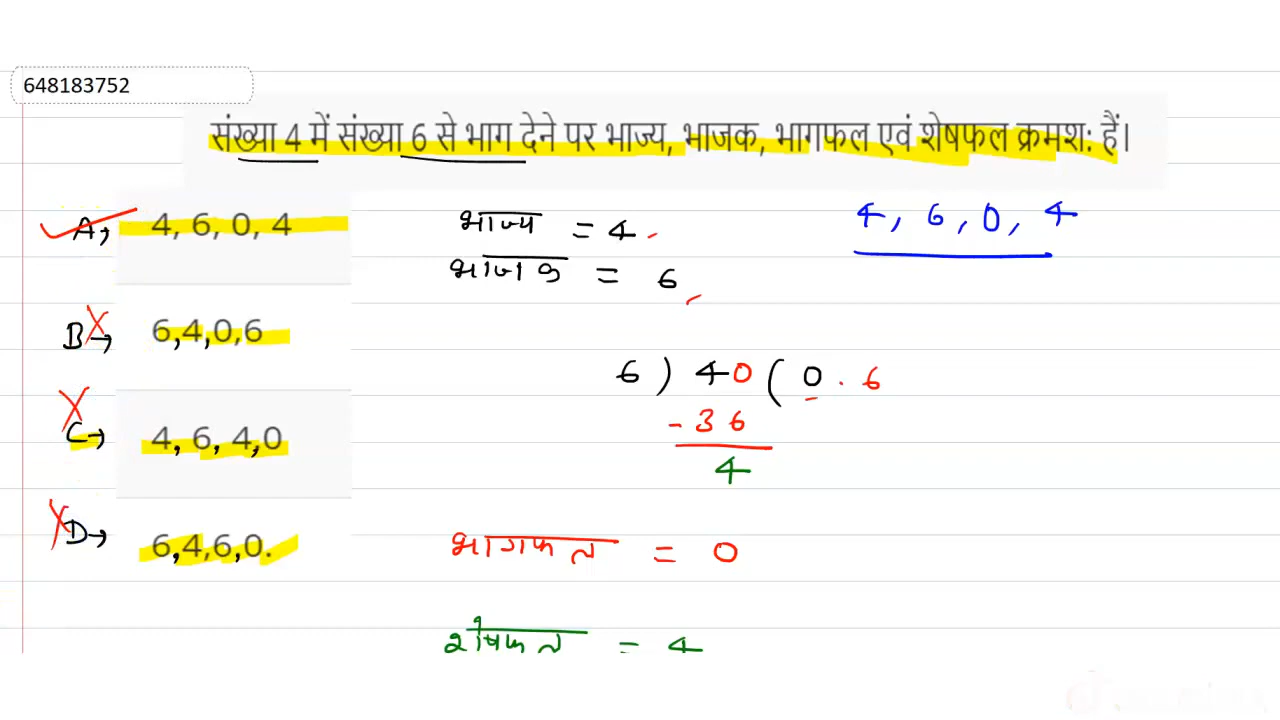 648183752
संख्या 4 में संख्या 6 से भाग देने पर भाज्य, भाजक, भागफल एवं शेषफल क्रमश: हैं।
A, 4, 6, 0, 4
भाज्य = 4
4, 6, 0, 4
भाजक = 6
B→ 6,4,0,6
6 ) 40 ( 0.6
-36
C→ 4, 6, 4,0
4
D→ 6,4,6,0.
भागफल = 0
शेषफल = 4